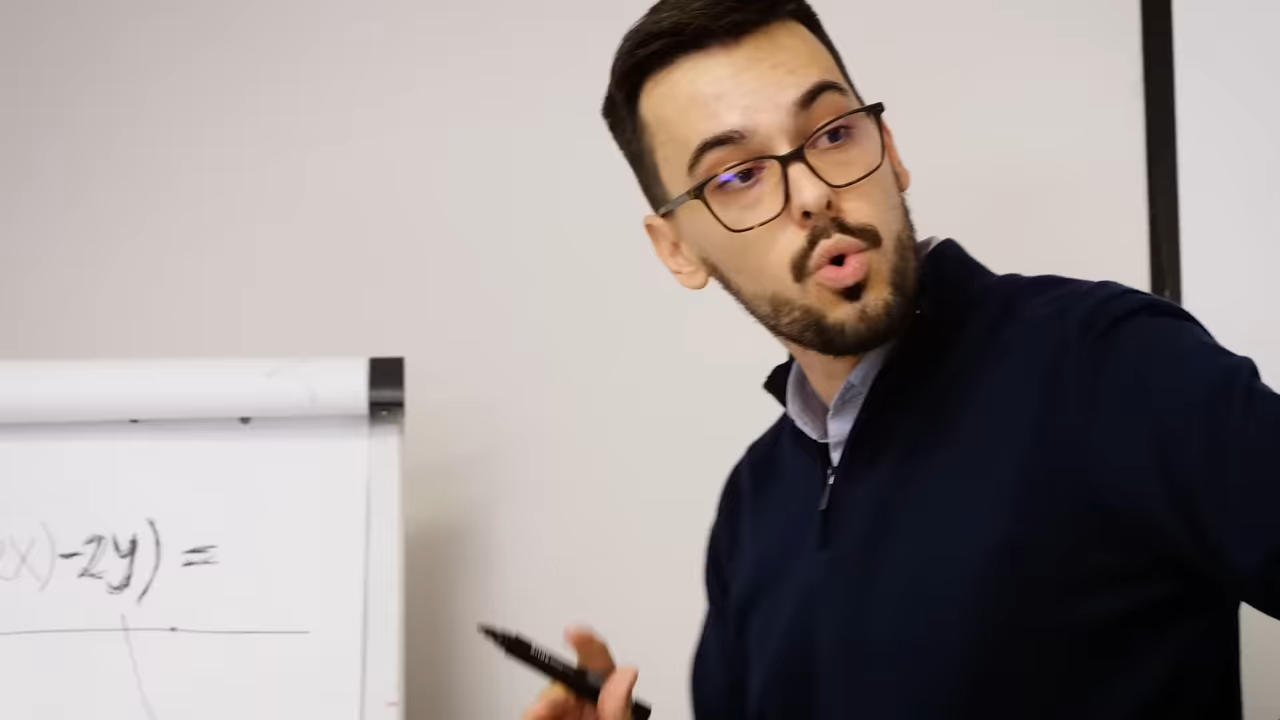 x)-2y) =